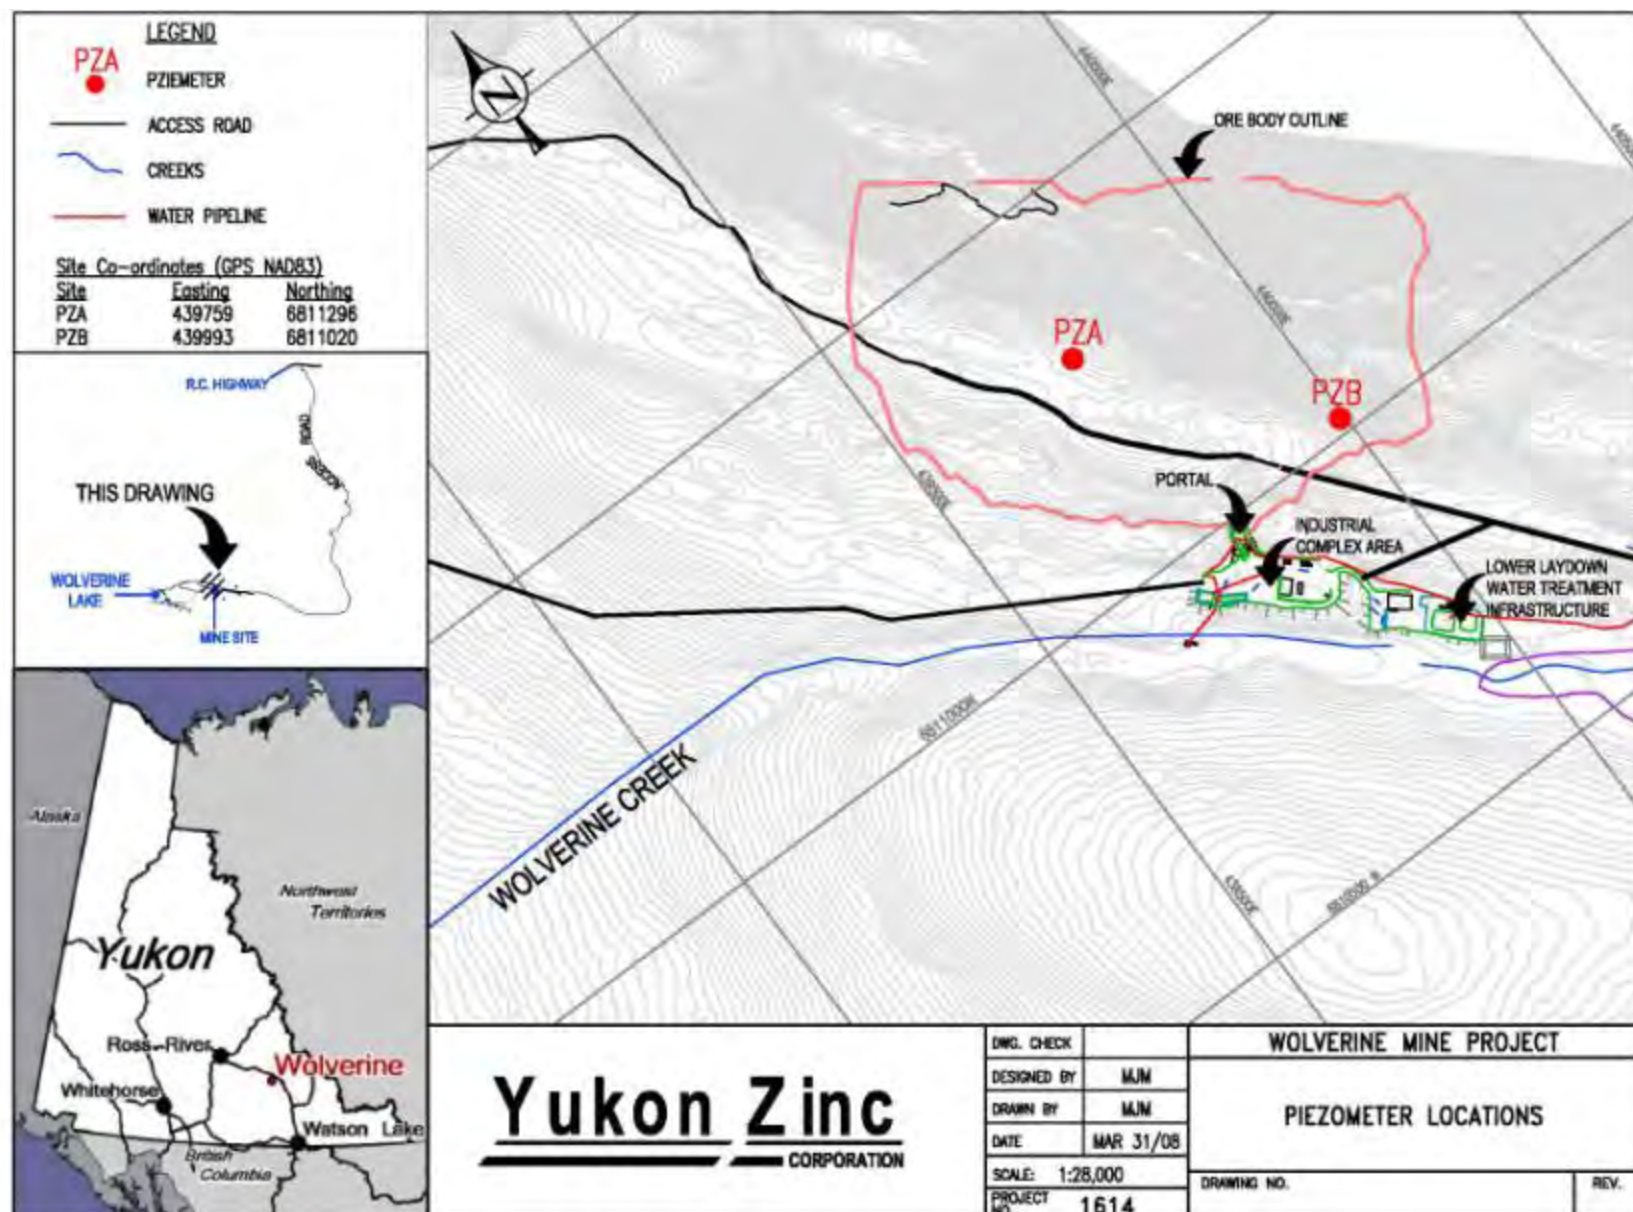 LEGEND
PZA
PZIEMETER
ACCESS ROAD
CREEKS
WATER PIPELINE
Site Co-ordinates (GPS NAD83)
Site Easting Northing
PZA 439759 6811296
PZB 439993 6811020
R.C. HIGHWAY
ROAD
ACCESS
THIS DRAWING
WOLVERINE
LAKE
MINE SITE
Alaska
Northwest
Territories
Yukon
Ross River
Wolverine
Whitehorse
Watson Lake
British
Columbia
N
ORE BODY OUTLINE
PZA
PZB
PORTAL
INDUSTRIAL
COMPLEX AREA
LOWER LAYDOWN
WATER TREATMENT
INFRASTRUCTURE
6811000N
6810500 N
WOLVERINE CREEK
Yukon Zinc
CORPORATION
DWG. CHECK
DESIGNED BY MJM
DRAWN BY MJM
DATE MAR 31/08
SCALE: 1:28,000
PROJECT
NO. 1614
WOLVERINE MINE PROJECT
PIEZOMETER LOCATIONS
DRAWING NO.
REV.